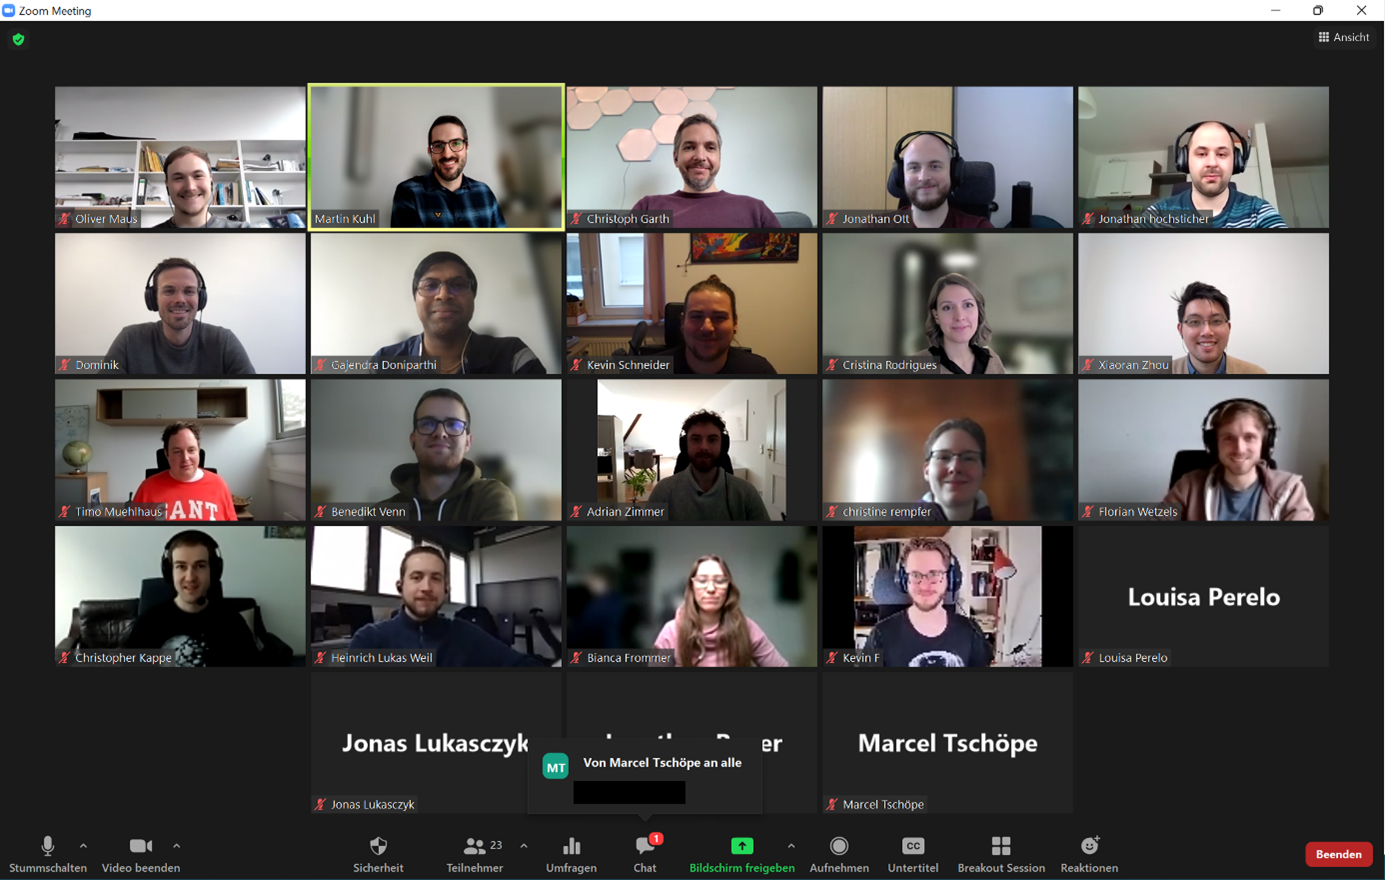 Zoom Meeting
Ansicht
Oliver Maus
Martin Kuhl
Christoph Garth
Jonathan Ott
Jonathan hochsticher
Dominik
Gajendra Doniparthi
Kevin Schneider
Cristina Rodrigues
Xiaoran Zhou
Timo Muehlhaus
Benedikt Venn
Adrian Zimmer
christine rempfer
Florian Wetzels
Christopher Kappe
Heinrich Lukas Weil
Bianca Frommer
Kevin F
Louisa Perelo
Louisa Perelo
Jonas Lukasczyk
Marcel Tschöpe
MT
Von Marcel Tschöpe an alle
Jonas Lukasczyk
Marcel Tschöpe
23
1
CC
Stummschalten
Video beenden
Sicherheit
Teilnehmer
Umfragen
Chat
Bildschirm freigeben
Aufnehmen
Untertitel
Breakout Session
Reaktionen
Beenden